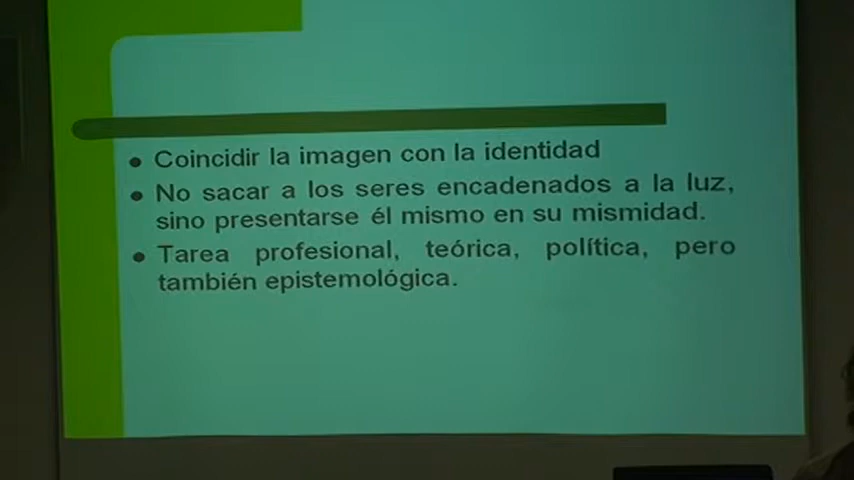 • Coincidir la imagen con la identidad
• No sacar a los seres encadenados a la luz,
sino presentarse él mismo en su mismidad.
• Tarea profesional, teórica, política, pero
también epistemológica.